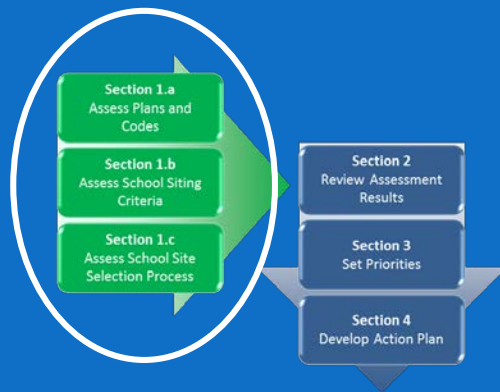 Section 1.a
Assess Plans and
Codes
Section 1.b
Assess School Siting
Criteria
Section 1.c
Assess School Site
Selection Process
Section 2
Review Assessment
Results
Section 3
Set Priorities
Section 4
Develop Action Plan